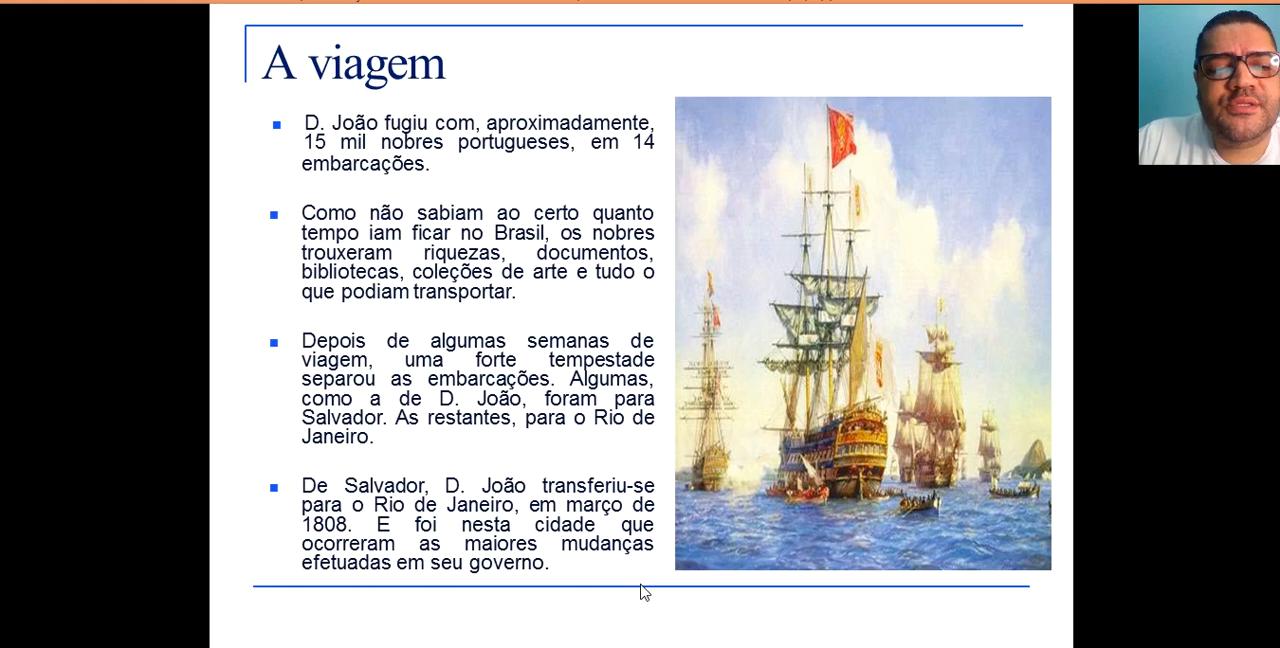 A viagem
D. João fugiu com, aproximadamente,
15 mil nobres portugueses, em 14
embarcações.
Como não sabiam ao certo quanto
tempo iam ficar no Brasil, os nobres
trouxeram riquezas, documentos,
bibliotecas, coleções de arte e tudo o
que podiam transportar.
Depois de algumas semanas de
viagem, uma forte tempestade
separou as embarcações. Algumas,
como a de D. João, foram para
Salvador. As restantes, para o Rio de
Janeiro.
De Salvador, D. João transferiu-se
para o Rio de Janeiro, em março de
1808. E foi nesta cidade que
ocorreram as maiores mudanças
efetuadas em seu governo.